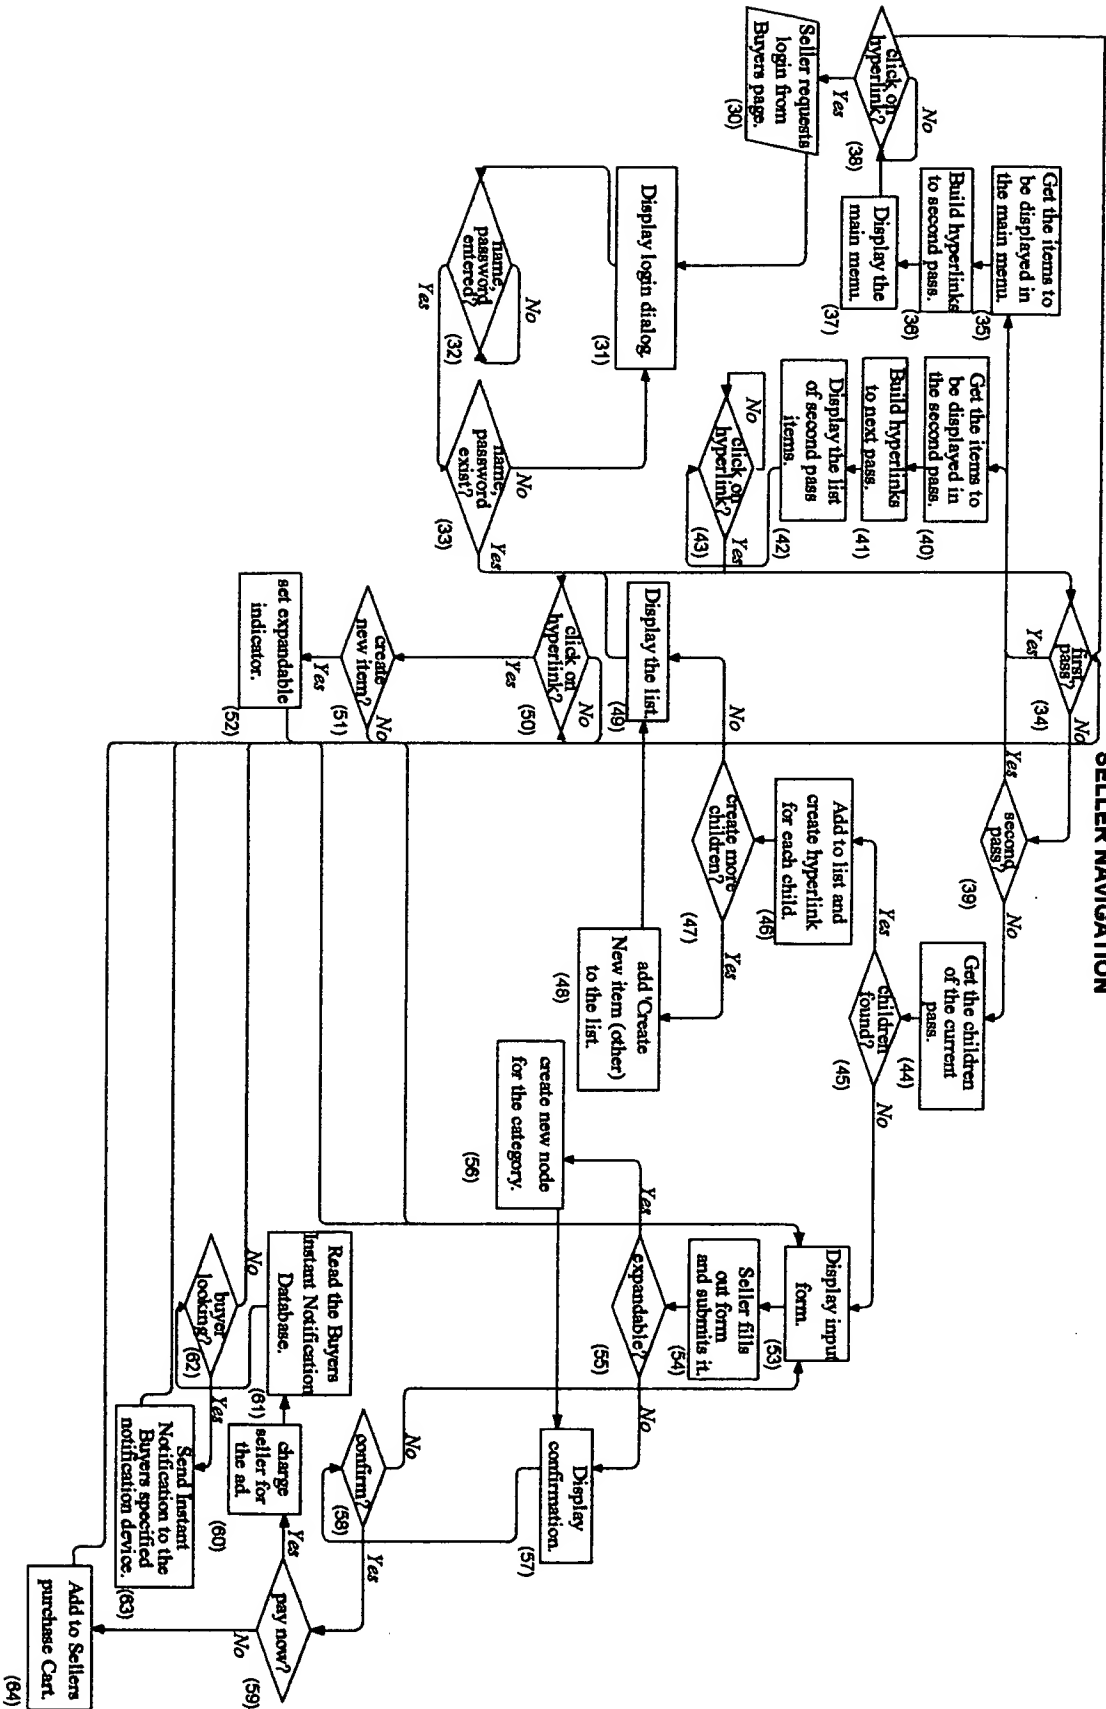 SELLER NAVIGATION
Seller requests
login from
Buyers page.
(30)
Display login dialog.
(31)
name,
password
entered?
(32)
No
Yes
name,
password
exist?
(33)
No
Yes
first
pass?
(34)
Yes
No
Get the items to
be displayed in
the main menu.
(35)
Build hyperlinks
to second pass.
(36)
Display the
main menu.
(37)
click on
hyperlink?
(38)
No
Yes
second
pass?
(39)
Yes
No
Get the items to
be displayed in
the second pass.
(40)
Build hyperlinks
to next pass.
(41)
Display the list
of second pass
items.
(42)
click on
hyperlink?
(43)
No
Yes
Get the children
of the current
pass.
(44)
children
found?
(45)
Yes
No
Add to list and
create hyperlink
for each child.
(46)
create more
children?
(47)
No
Yes
add 'Create
New item (other)
to the list.
(48)
Display the list.
(49)
click on
hyperlink?
(50)
No
Yes
create
new item?
(51)
No
Yes
set expandable
indicator.
(52)
Display input
form.
(53)
Seller fills
out form
and submits it.
(54)
expandable?
(55)
Yes
No
create new node
for the category.
(56)
Display
confirmation.
(57)
confirm?
(58)
No
Yes
pay now?
(59)
Yes
No
charge
seller for
the ad.
(60)
Read the Buyers
Instant Notification
Database.
(61)
buyer
looking?
(62)
No
Yes
Send Instant
Notification to the
Buyers specified
notification device.
(63)
Add to Sellers
purchase Cart.
(64)